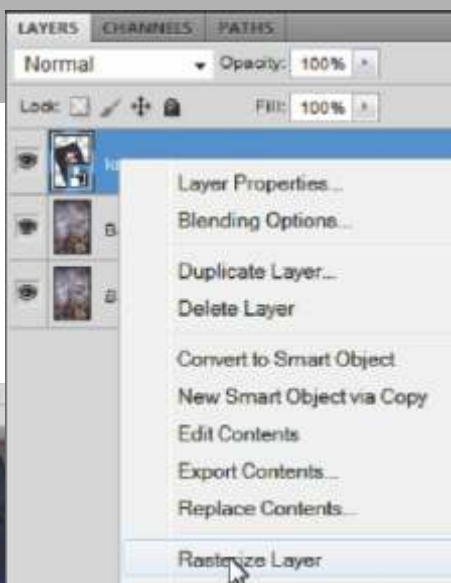 LAYERS CHANNELS PATHS
Normal Opacity: 100%
Lock: Fill: 100%
Layer Properties...
Blending Options...
Duplicate Layer...
Delete Layer
Convert to Smart Object
New Smart Object via Copy
Edit Contents
Export Contents...
Replace Contents...
Rasterize Layer